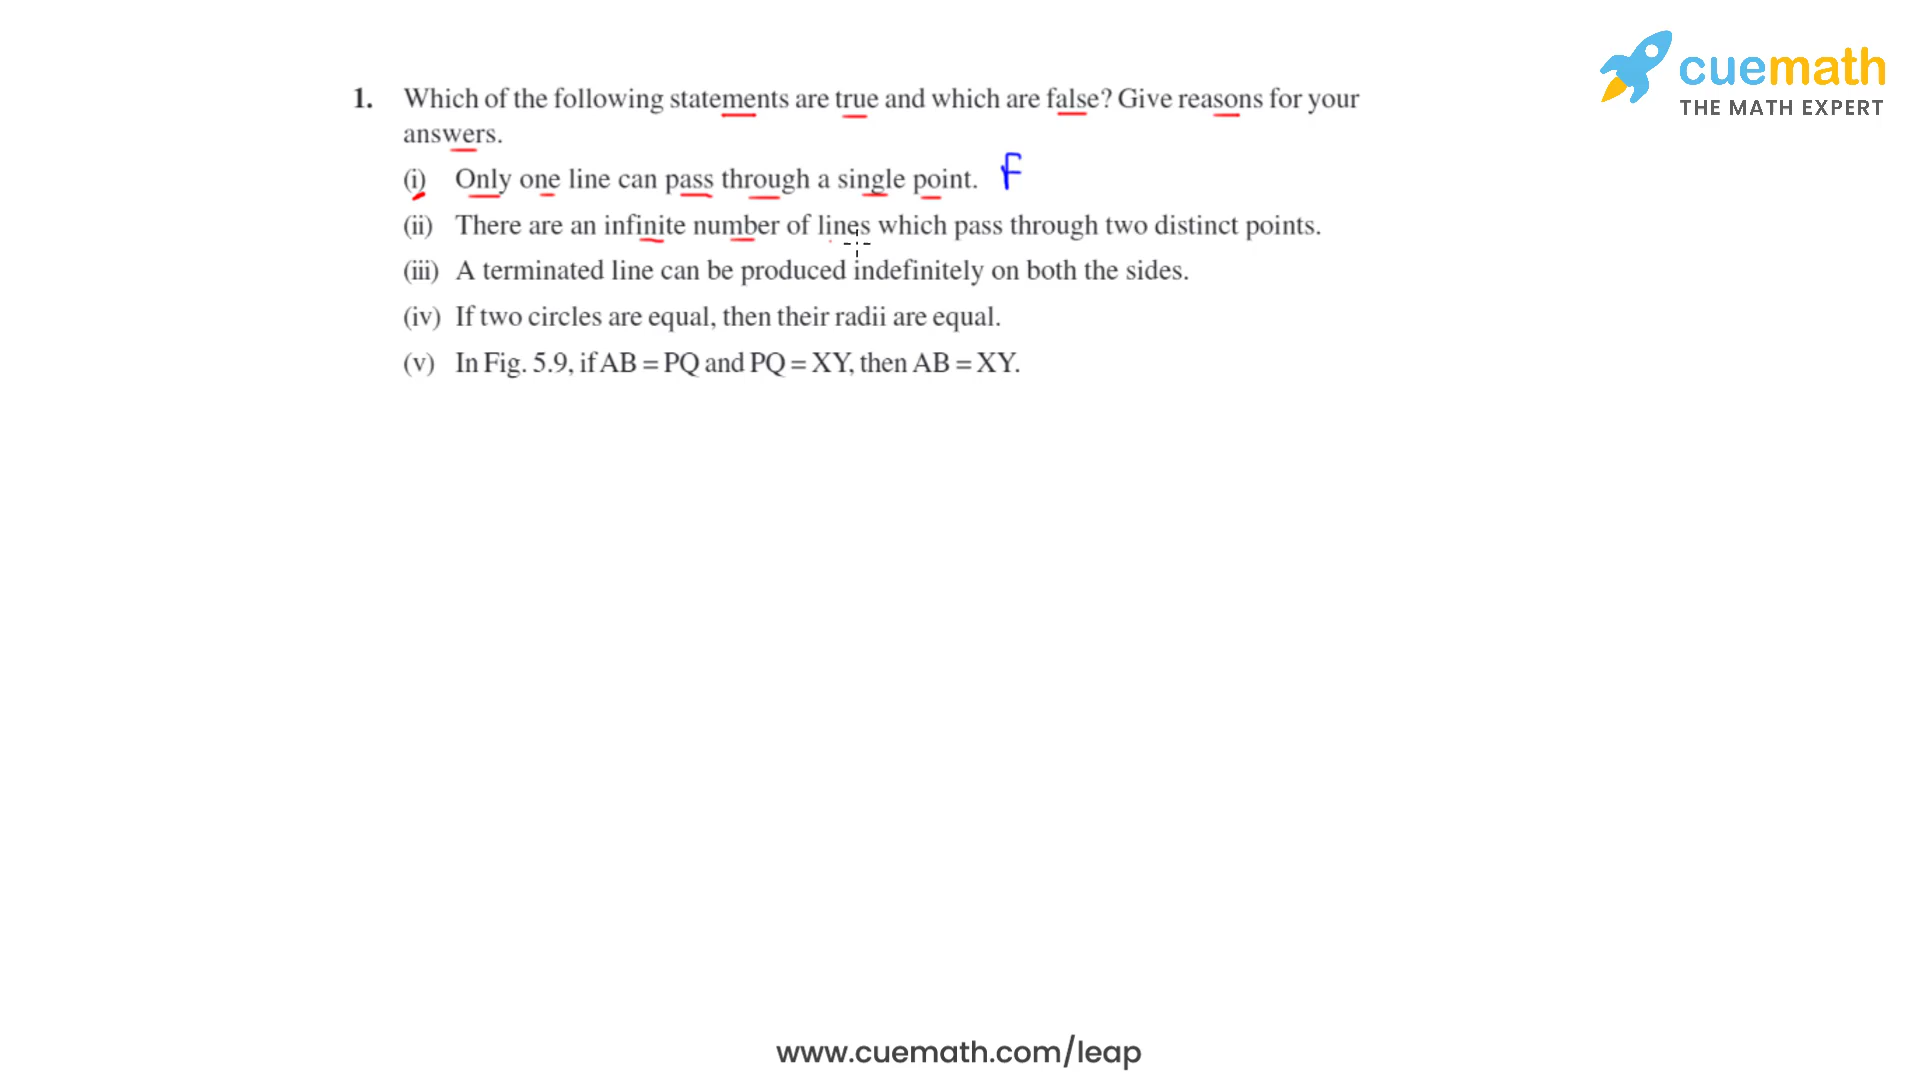 cuemath
THE MATH EXPERT
1. Which of the following statements are true and which are false? Give reasons for your
answers.
(i) Only one line can pass through a single point. F
(ii) There are an infinite number of lines which pass through two distinct points.
(iii) A terminated line can be produced indefinitely on both the sides.
(iv) If two circles are equal, then their radii are equal.
(v) In Fig. 5.9, if AB = PQ and PQ = XY, then AB = XY.
www.cuemath.com/leap